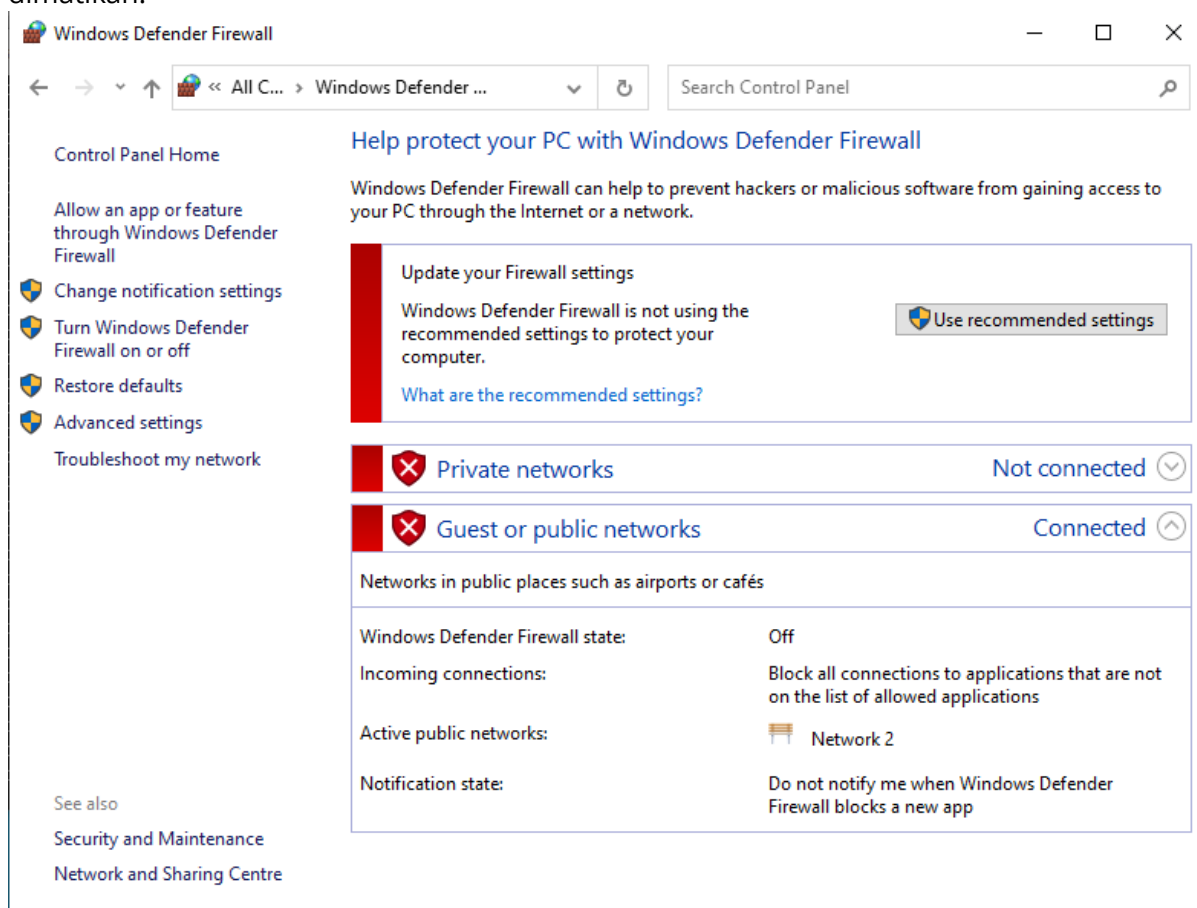 dimatikan.
Windows Defender Firewall
« All C... › Windows Defender ...
Search Control Panel
Control Panel Home
Allow an app or feature
through Windows Defender
Firewall
Change notification settings
Turn Windows Defender
Firewall on or off
Restore defaults
Advanced settings
Troubleshoot my network
Help protect your PC with Windows Defender Firewall
Windows Defender Firewall can help to prevent hackers or malicious software from gaining access to
your PC through the Internet or a network.
Update your Firewall settings
Windows Defender Firewall is not using the
recommended settings to protect your
computer.
What are the recommended settings?
Use recommended settings
Private networks Not connected
Guest or public networks Connected
Networks in public places such as airports or cafés
Windows Defender Firewall state: Off
Incoming connections: Block all connections to applications that are not
on the list of allowed applications
Active public networks: Network 2
Notification state: Do not notify me when Windows Defender
Firewall blocks a new app
See also
Security and Maintenance
Network and Sharing Centre